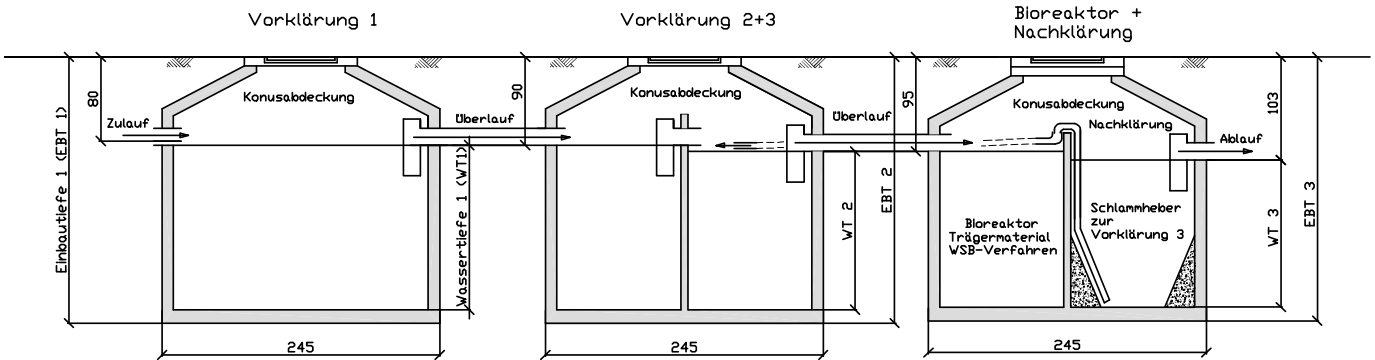 Vorklärung 1
Vorklärung 2+3
Bioreaktor +
Nachklärung
Einbautiefe 1 (EBT 1)
80
Konusabdeckung
Zulauf
Überlauf
Wassertiefe 1 (WT1)
245
90
Konusabdeckung
Überlauf
WT 2
EBT 2
245
95
Konusabdeckung
Nachklärung
Ablauf
103
Bioreaktor
Trägermaterial
WSB-Verfahren
Schlammheber
zur
Vorklärung 3
WT 3
EBT 3
245